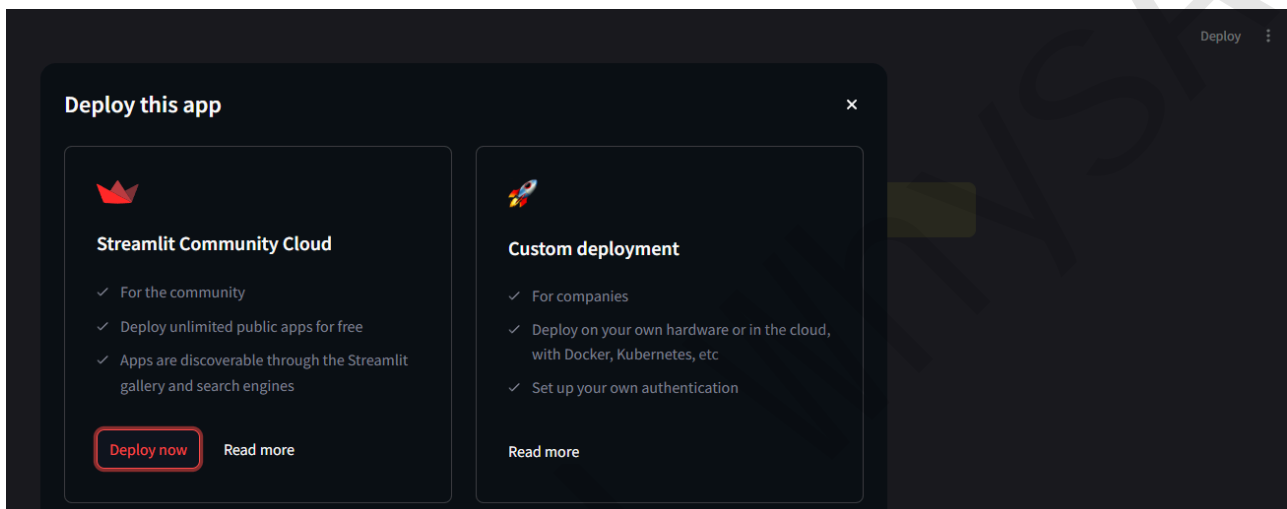 Deploy
Deploy this app
Streamlit Community Cloud
For the community
Deploy unlimited public apps for free
Apps are discoverable through the Streamlit
gallery and search engines
Deploy now
Read more
Custom deployment
For companies
Deploy on your own hardware or in the cloud,
with Docker, Kubernetes, etc
Set up your own authentication
Read more